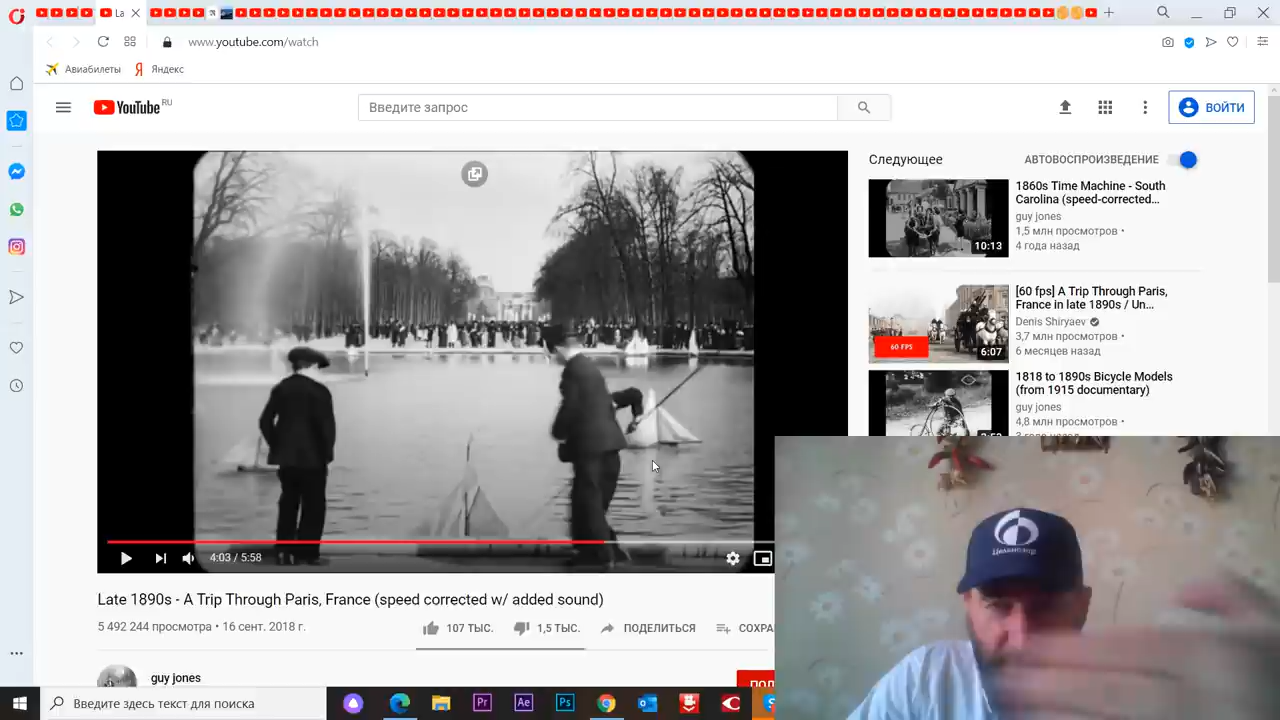 La
www.youtube.com/watch
Авиабилеты
Яндекс
YouTube RU
Введите запрос
ВОЙТИ
Следующее
АВТОВОСПРОИЗВЕДЕНИЕ
1860s Time Machine - South
Carolina (speed-corrected...
guy jones
1,5 млн просмотров •
4 года назад
10:13
[60 fps] A Trip Through Paris,
France in late 1890s / Un...
Denis Shiryaev
3,7 млн просмотров •
6 месяцев назад
60 FPS
6:07
1818 to 1890s Bicycle Models
(from 1915 documentary)
guy jones
4,8 млн просмотров •
4:03 / 5:58
Late 1890s - A Trip Through Paris, France (speed corrected w/ added sound)
5 492 244 просмотра • 16 сент. 2018 г.
107 ТЫС.
1,5 ТЫС.
ПОДЕЛИТЬСЯ
СОХРА
guy jones
ПОД
Целанозор
Введите здесь текст для поиска
Pr
Ae
Ps